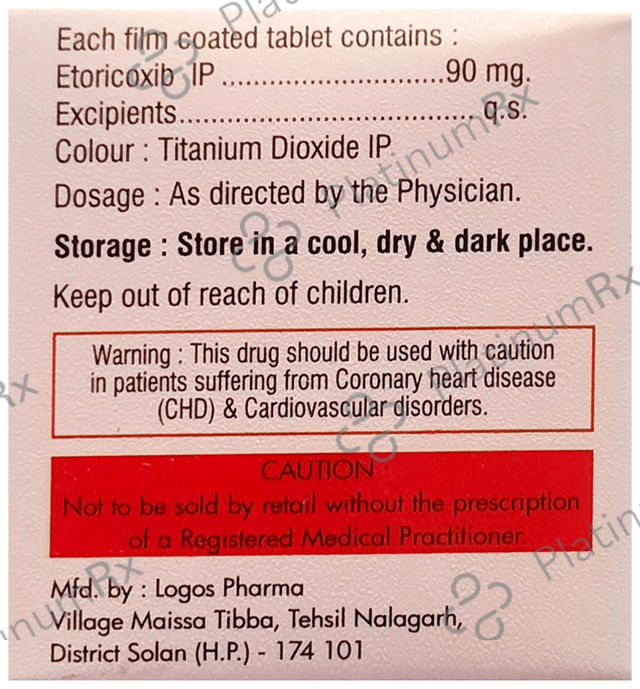 Each film coated tablet contains :
Etoricoxib IP ............................90 mg.
Excipients..................................... q.s.
Colour : Titanium Dioxide IP.
Dosage : As directed by the Physician.
Storage : Store in a cool, dry & dark place.
Keep out of reach of children.
Warning : This drug should be used with caution
in patients suffering from Coronary heart disease
(CHD) & Cardiovascular disorders.
CAUTION
Not to be sold by retail without the prescription
of a Registered Medical Practitioner.
Mfd. by : Logos Pharma
Village Maissa Tibba, Tehsil Nalagarh,
District Solan (H.P.) - 174 101
PlatinumRx
PlatinumRx